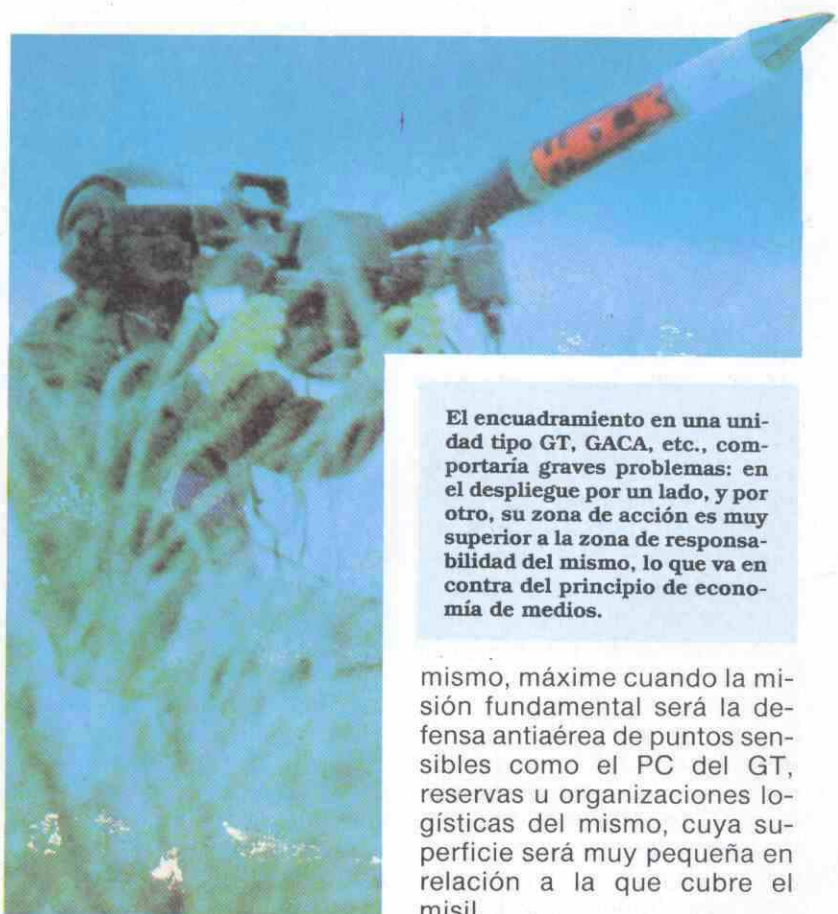 El encuadramiento en una uni-
dad tipo GT, GACA, etc., com-
portaría graves problemas: en
el despliegue por un lado, y por
otro, su zona de acción es muy
superior a la zona de responsa-
bilidad del mismo, lo que va en
contra del principio de econo-
mía de medios.
mismo, máxime cuando la mi-
sión fundamental será la de-
fensa antiaérea de puntos sen-
sibles como el PC del GT,
reservas u organizaciones lo-
gísticas del mismo, cuya su-
perficie será muy pequeña en
relación a la que cubre el
misil.